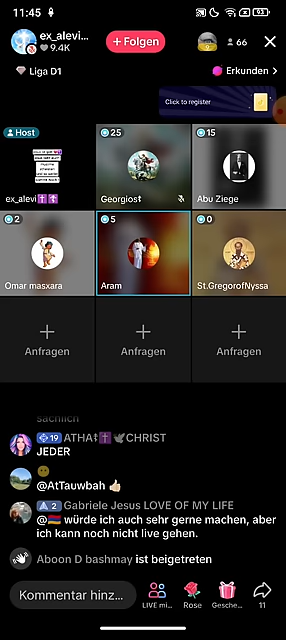 11:45
93
ex_alevi...
9.4K
+ Folgen
66
Liga D1
Erkunden >
Click to register
Host
ex_alevi✝️✝️
25
Georgios☦
15
Abu Ziege
2
Omar masxara
5
Aram
0
St.GregorofNyssa
Anfragen
Anfragen
Anfragen
sächlich
19 ATHA☦✝️🕊CHRIST
JEDER
@AtTauwbah 👍🏻
2 Gabriele Jesus LOVE OF MY LIFE
@🇦🇲 würde ich auch sehr gerne machen, aber
ich kann noch nicht live gehen.
Aboon D bashmay ist beigetreten
Kommentar hinz...
LIVE mi...
Rose
Gesche...
11